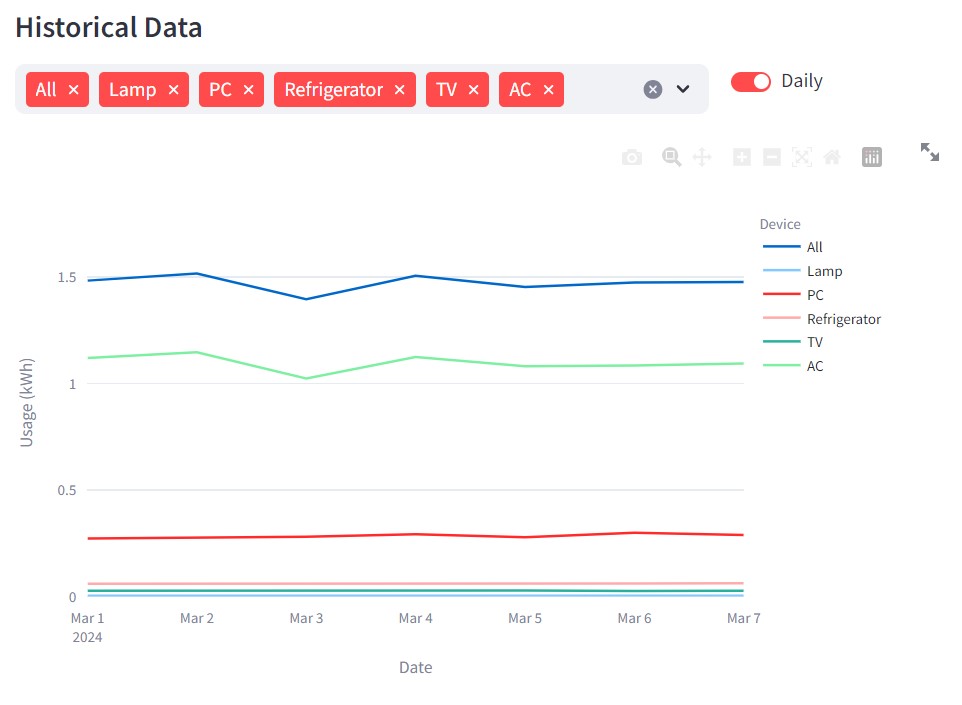 Historical Data
All × Lamp × PC × Refrigerator × TV × AC ×
Daily
Device
All
Lamp
PC
Refrigerator
TV
AC
Usage (kWh)
1.5
1
0.5
0
Mar 1 Mar 2 Mar 3 Mar 4 Mar 5 Mar 6 Mar 7
2024
Date